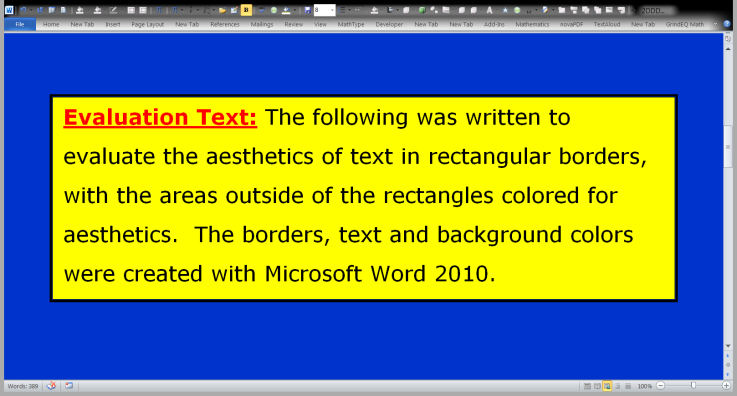 8
2000...
File Home New Tab Insert Page Layout New Tab References Mailings Review View MathType Developer New Tab New Tab Add-Ins Mathematics novaPDF TextAloud New Tab GrindEQ Math
Evaluation Text: The following was written to
evaluate the aesthetics of text in rectangular borders,
with the areas outside of the rectangles colored for
aesthetics. The borders, text and background colors
were created with Microsoft Word 2010.
Words: 389 100%